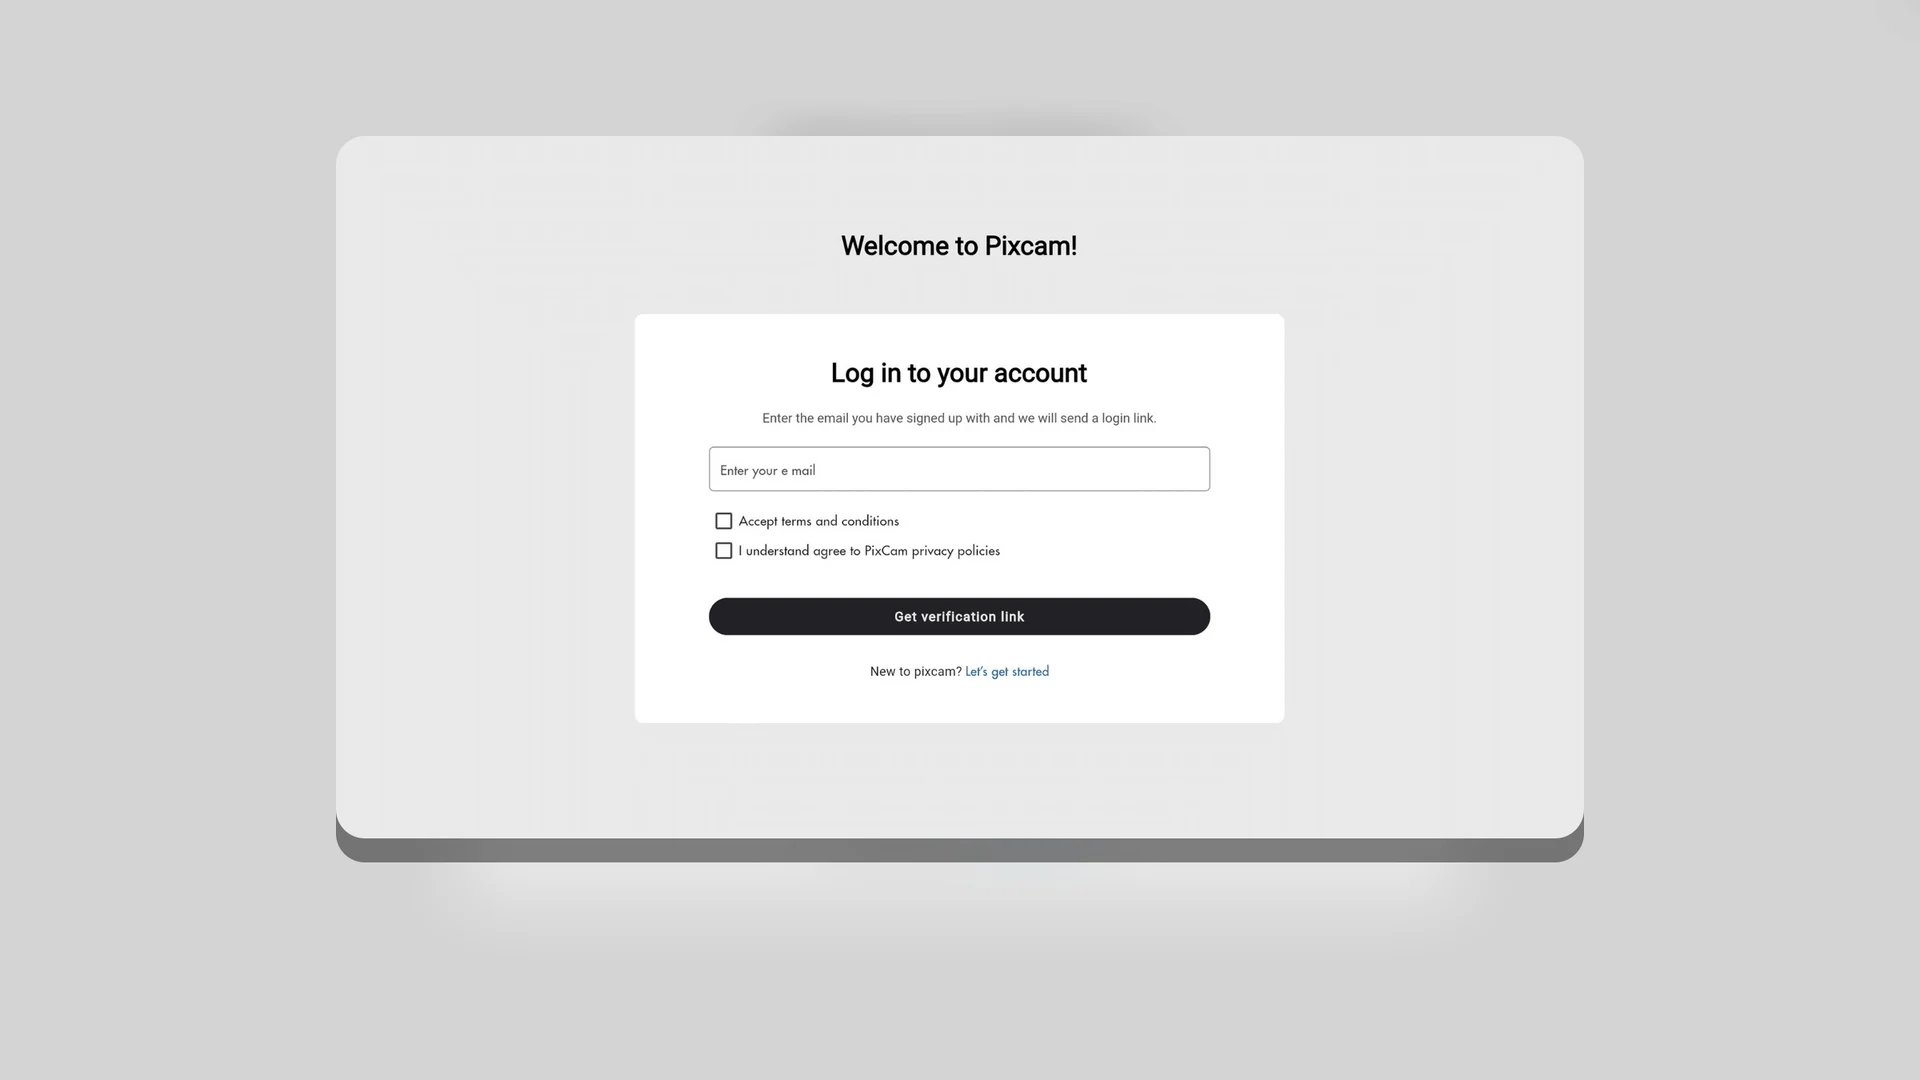 Welcome to Pixcam!
Log in to your account
Enter the email you have signed up with and we will send a login link.
Enter your e mail
Accept terms and conditions
I understand agree to PixCam privacy policies
Get verification link
New to pixcam? Let's get started